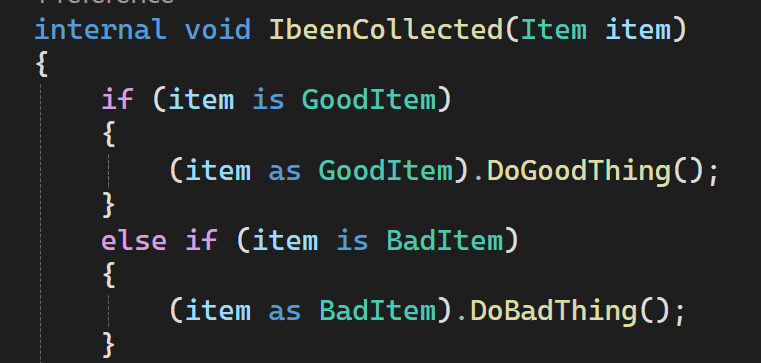 internal void IbeenCollected(Item item)
{
if (item is GoodItem)
{
(item as GoodItem).DoGoodThing();
}
else if (item is BadItem)
{
(item as BadItem).DoBadThing();
}